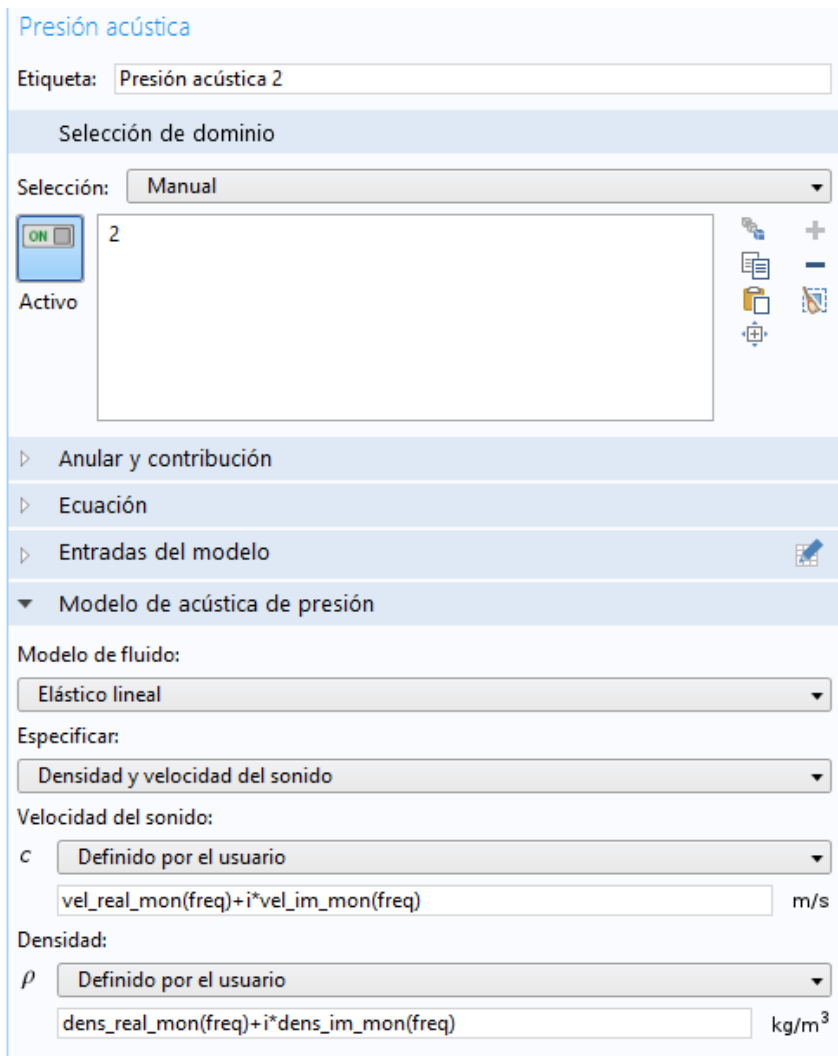 Presión acústica
Etiqueta: Presión acústica 2
Selección de dominio
Selección: Manual
ON
2
Activo
Anular y contribución
Ecuación
Entradas del modelo
Modelo de acústica de presión
Modelo de fluido:
Elástico lineal
Especificar:
Densidad y velocidad del sonido
Velocidad del sonido:
c Definido por el usuario
vel_real_mon(freq)+i*vel_im_mon(freq) m/s
Densidad:
ρ Definido por el usuario
dens_real_mon(freq)+i*dens_im_mon(freq) kg/m³